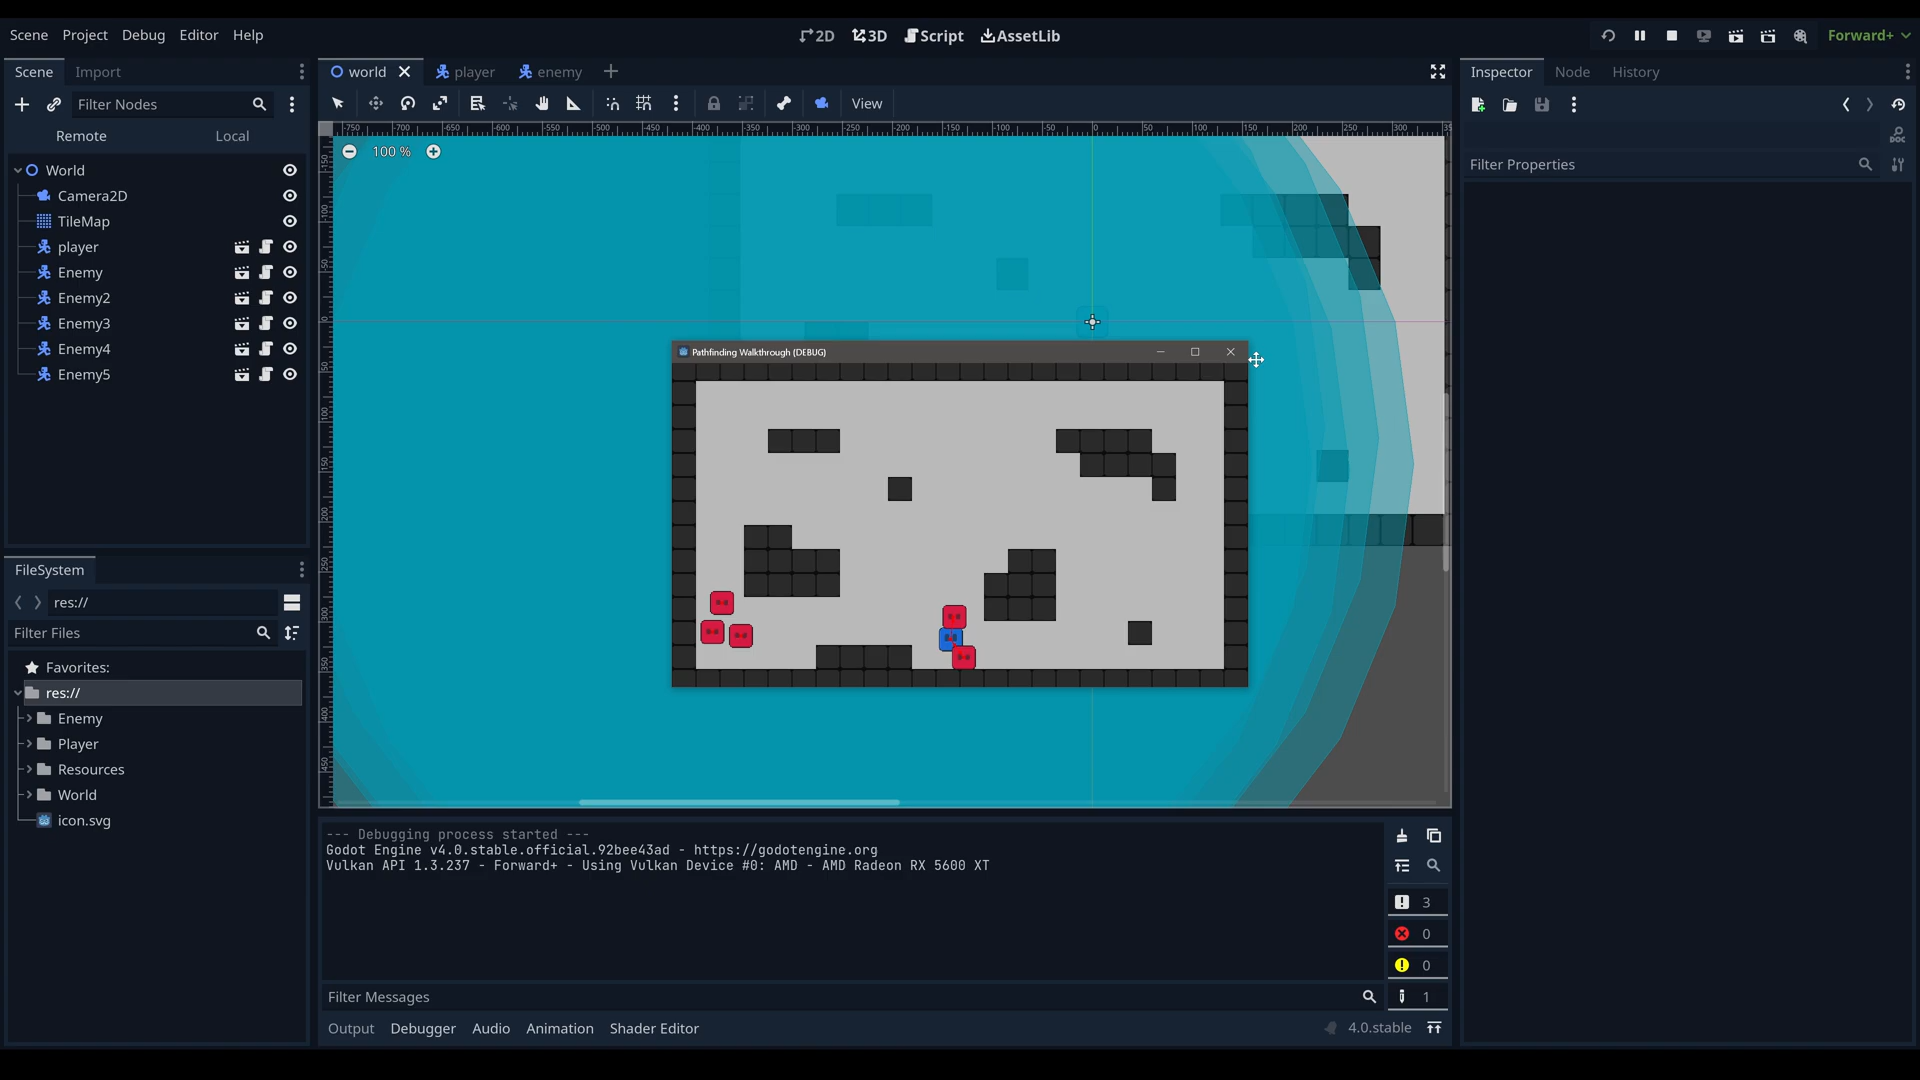 Scene Project Debug Editor Help
2D 3D Script AssetLib
Forward+
Scene Import
world player enemy
Inspector Node History
Filter Nodes
View
Remote Local
100 %
Filter Properties
World
Camera2D
TileMap
player
Enemy
Enemy2
Enemy3
Enemy4
Enemy5
Pathfinding Walkthrough (DEBUG)
FileSystem
res://
Filter Files
Favorites:
res://
Enemy
Player
Resources
World
icon.svg
--- Debugging process started ---
Godot Engine v4.0.stable.official.92bee43ad - https://godotengine.org
Vulkan API 1.3.237 - Forward+ - Using Vulkan Device #0: AMD - AMD Radeon RX 5600 XT
3
0
0
1
Filter Messages
Output Debugger Audio Animation Shader Editor
4.0.stable